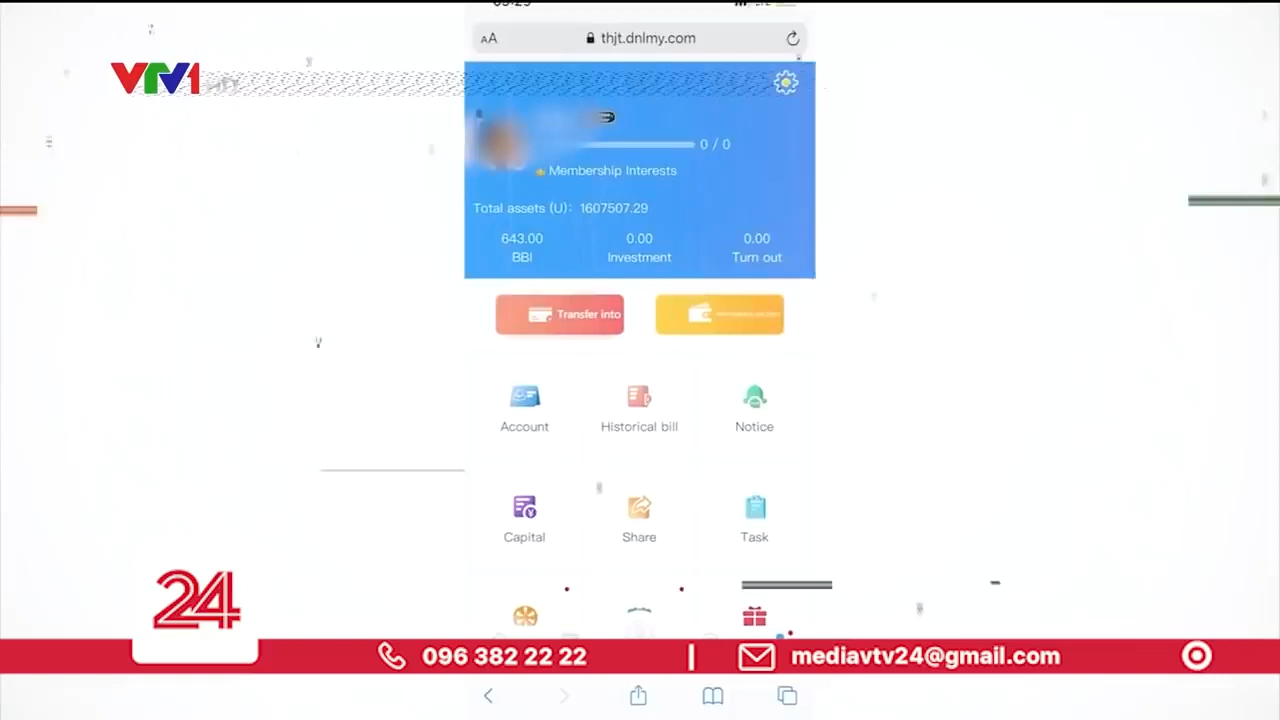 AA thjt.dnlmy.com
VTV1
0 / 0
Membership Interests
Total assets (U): 1607507.29
643.00 0.00 0.00
BBI Investment Turn out
Transfer into
Account Historical bill Notice
Capital Share Task
24
096 382 22 22 | mediavtv24@gmail.com